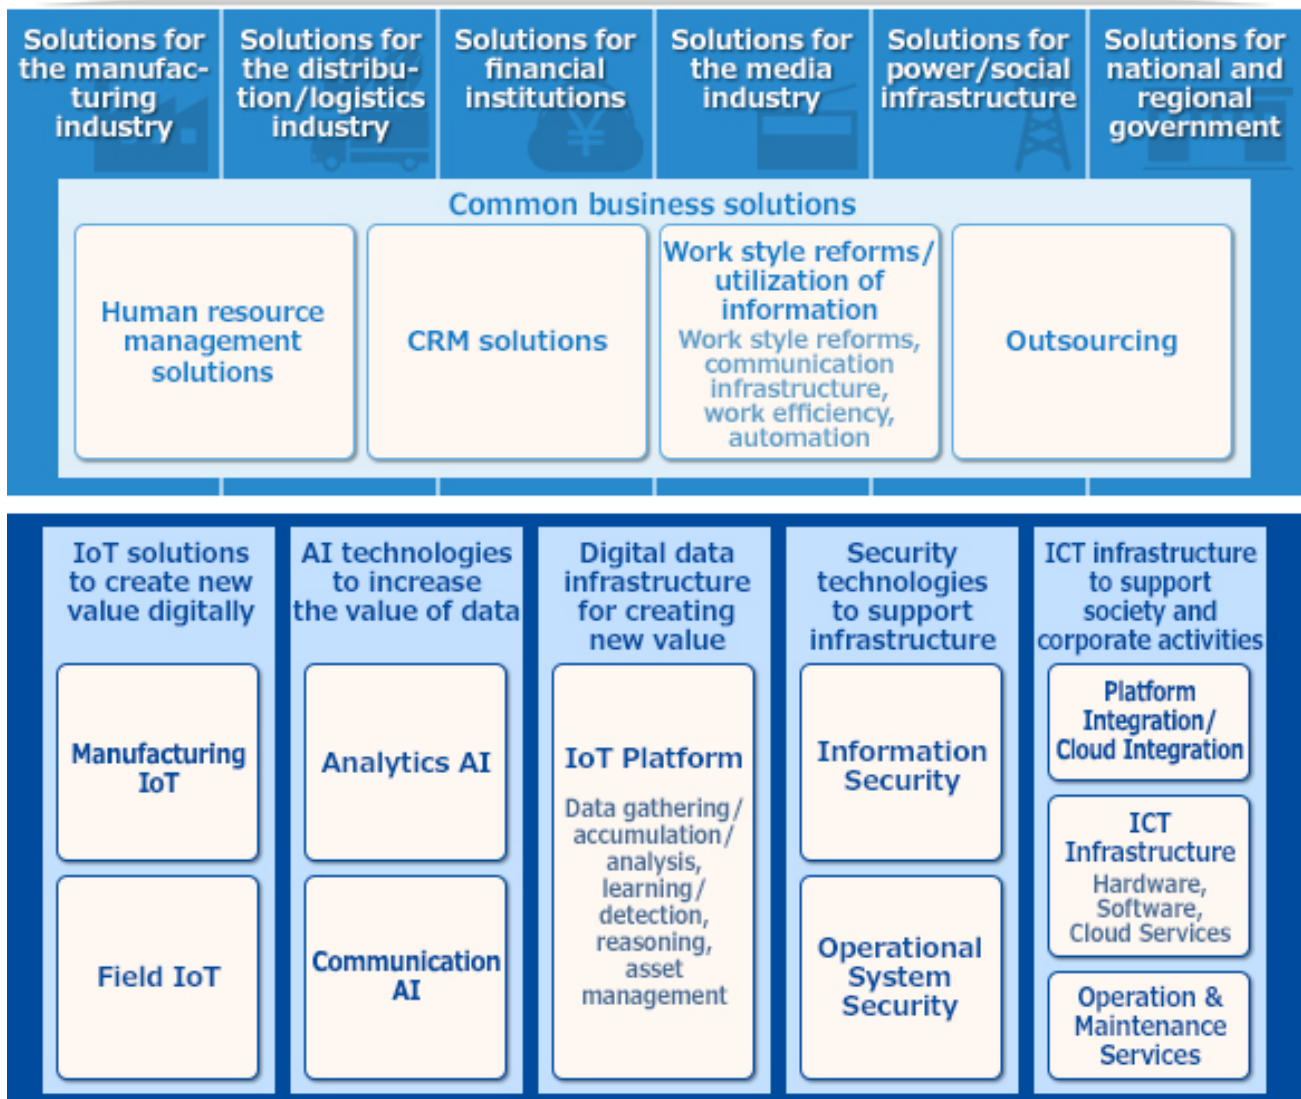 Solutions for
the manufac-
turing
industry
Solutions for
the distribu-
tion/logistics
industry
Solutions for
financial
institutions
Solutions for
the media
industry
Solutions for
power/social
infrastructure
Solutions for
national and
regional
government
¥
Common business solutions
Human resource
management
solutions
CRM solutions
Work style reforms/
utilization of
information
Work style reforms,
communication
infrastructure,
work efficiency,
automation
Outsourcing
IoT solutions
to create new
value digitally
Manufacturing
IoT
Field IoT
AI technologies
to increase
the value of data
Analytics AI
Communication
AI
Digital data
infrastructure
for creating
new value
IoT Platform
Data gathering/
accumulation/
analysis,
learning/
detection,
reasoning,
asset
management
Security
technologies
to support
infrastructure
Information
Security
Operational
System
Security
ICT infrastructure
to support
society and
corporate activities
Platform
Integration/
Cloud Integration
ICT
Infrastructure
Hardware,
Software,
Cloud Services
Operation &
Maintenance
Services